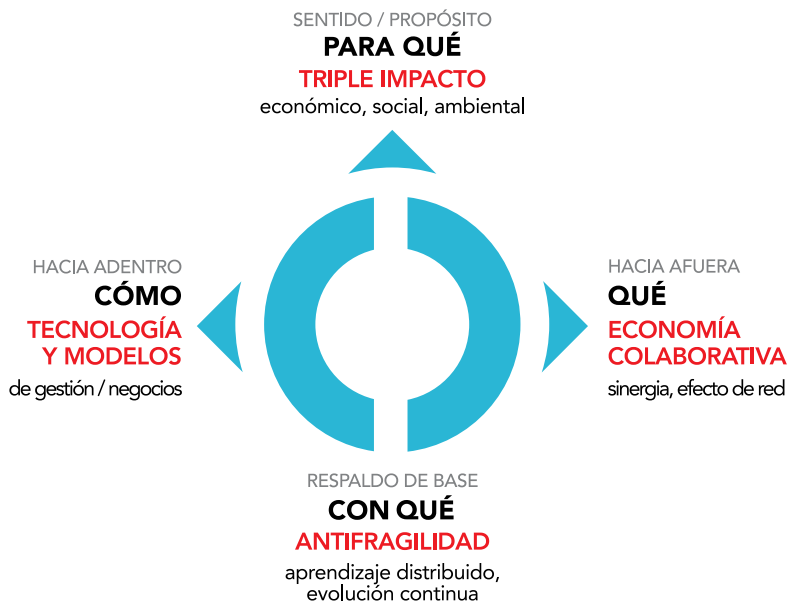 SENTIDO / PROPÓSITO
PARA QUÉ
TRIPLE IMPACTO
económico, social, ambiental
HACIA ADENTRO
CÓMO
TECNOLOGÍA
Y MODELOS
de gestión / negocios
HACIA AFUERA
QUÉ
ECONOMÍA
COLABORATIVA
sinergia, efecto de red
RESPALDO DE BASE
CON QUÉ
ANTIFRAGILIDAD
aprendizaje distribuido,
evolución continua